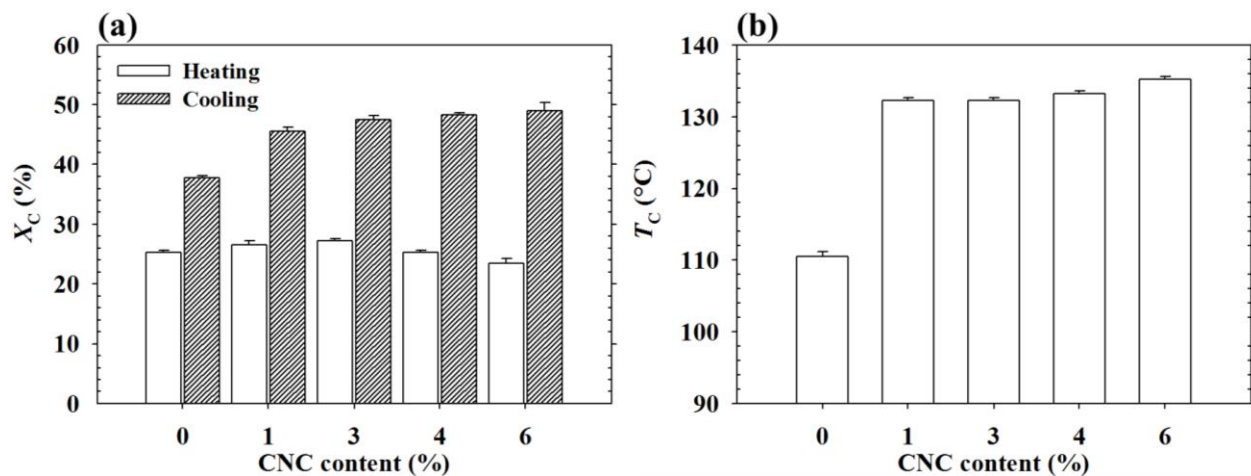 (a)
60
50
40
30
20
10
0
X_C (%)
Heating
Cooling
0 1 3 4 6
CNC content (%)
(b)
140
130
120
110
100
90
T_C (°C)
0 1 3 4 6
CNC content (%)